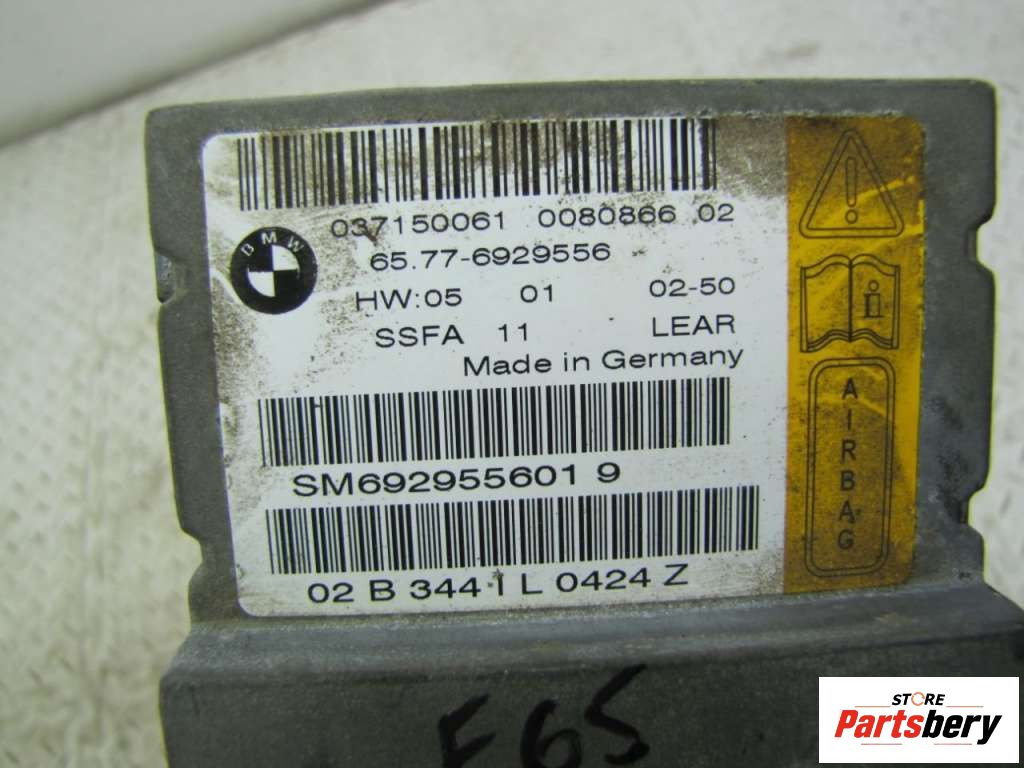 037150061 0080866 02
BMW
65.77-6929556
HW:05 01 02-50
SSFA 11 LEAR
Made in Germany
SM692955601 9
02 B 344 1 L 0424 Z
AIRBAG
E65
STORE
Partsbery